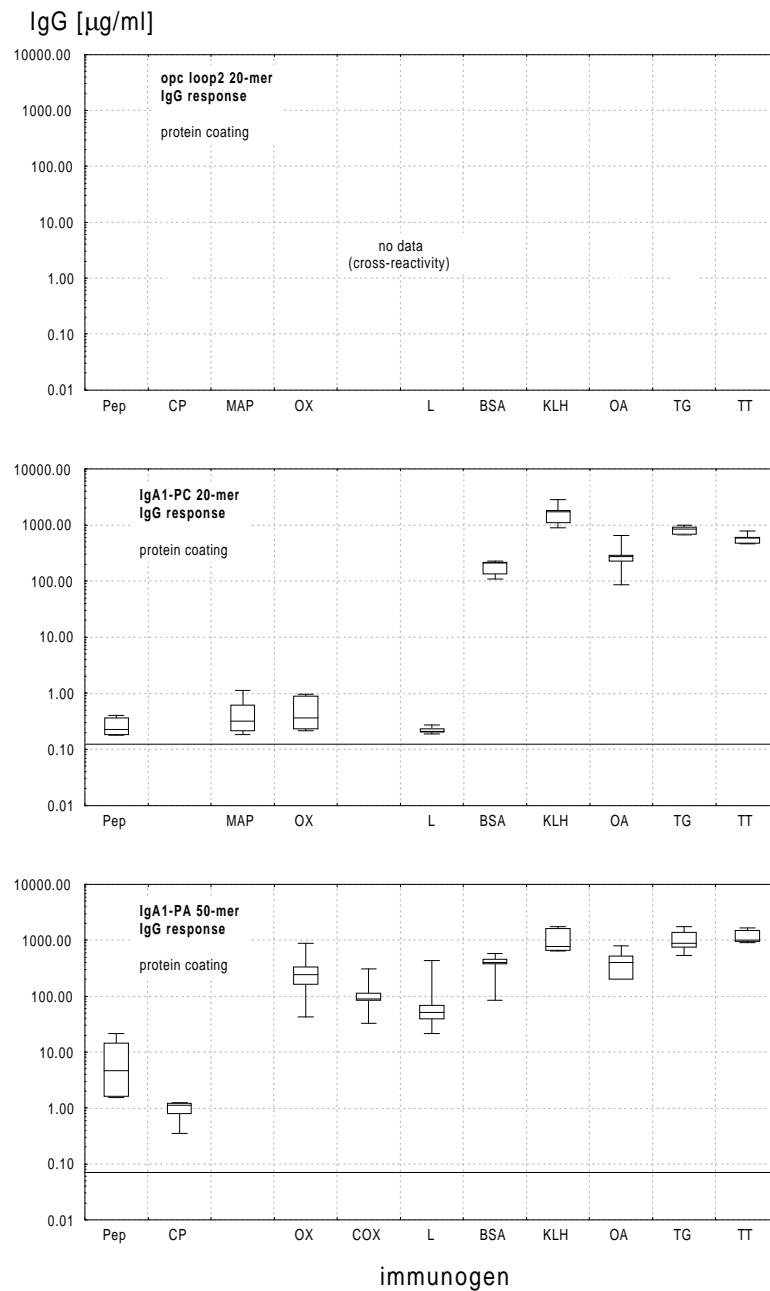 IgG [μg/ml]
10000.00
opc loop2 20-mer
IgG response
1000.00
protein coating
100.00
10.00
no data
(cross-reactivity)
1.00
0.10
0.01
Pep CP MAP OX L BSA KLH OA TG TT
10000.00
IgA1-PC 20-mer
IgG response
1000.00
protein coating
100.00
10.00
1.00
0.10
0.01
Pep MAP OX L BSA KLH OA TG TT
10000.00
IgA1-PA 50-mer
IgG response
1000.00
protein coating
100.00
10.00
1.00
0.10
0.01
Pep CP OX COX L BSA KLH OA TG TT
immunogen